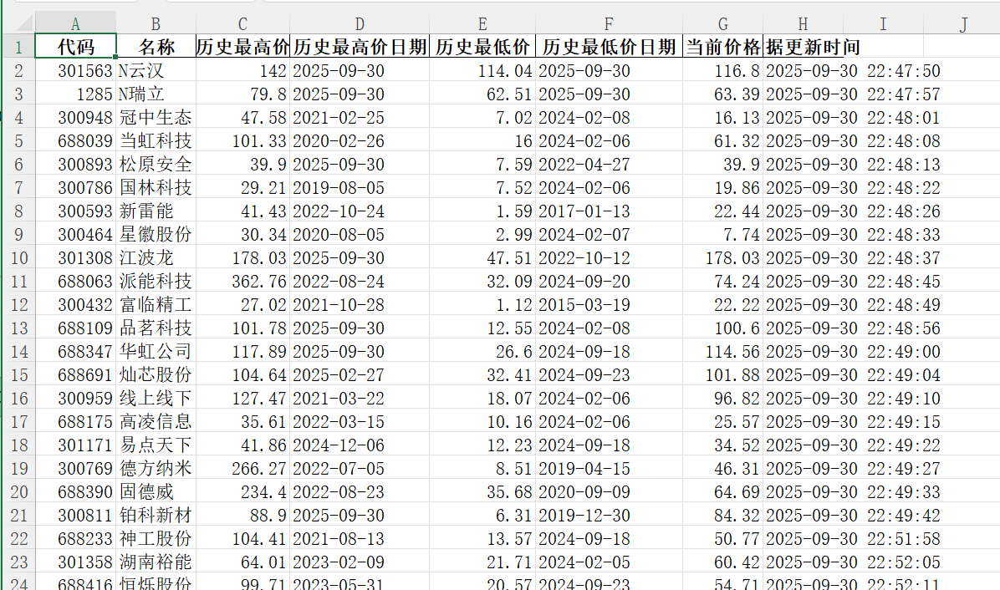 A B C D E F G H I J
1 代码 名称 历史最高价 历史最高价日期 历史最低价 历史最低价日期 当前价格 据更新时间
2 301563 N云汉 142 2025-09-30 114.04 2025-09-30 116.8 2025-09-30 22:47:50
3 1285 N瑞立 79.8 2025-09-30 62.51 2025-09-30 63.39 2025-09-30 22:47:57
4 300948 冠中生态 47.58 2021-02-25 7.02 2024-02-08 16.13 2025-09-30 22:48:01
5 688039 当虹科技 101.33 2020-02-26 16 2024-02-06 61.32 2025-09-30 22:48:08
6 300893 松原安全 39.9 2025-09-30 7.59 2022-04-27 39.9 2025-09-30 22:48:13
7 300786 国林科技 29.21 2019-08-05 7.52 2024-02-06 19.86 2025-09-30 22:48:22
8 300593 新雷能 41.43 2022-10-24 1.59 2017-01-13 22.44 2025-09-30 22:48:26
9 300464 星徽股份 30.34 2020-08-05 2.99 2024-02-07 7.74 2025-09-30 22:48:33
10 301308 江波龙 178.03 2025-09-30 47.51 2022-10-12 178.03 2025-09-30 22:48:37
11 688063 派能科技 362.76 2022-08-24 32.09 2024-09-20 74.24 2025-09-30 22:48:45
12 300432 富临精工 27.02 2021-10-28 1.12 2015-03-19 22.22 2025-09-30 22:48:49
13 688109 品茗科技 101.78 2025-09-30 12.55 2024-02-08 100.6 2025-09-30 22:48:56
14 688347 华虹公司 117.89 2025-09-30 26.6 2024-09-18 114.56 2025-09-30 22:49:00
15 688691 灿芯股份 104.64 2025-02-27 32.41 2024-09-23 101.88 2025-09-30 22:49:04
16 300959 线上线下 127.47 2021-03-22 18.07 2024-02-06 96.82 2025-09-30 22:49:10
17 688175 高凌信息 35.61 2022-03-15 10.16 2024-02-06 25.57 2025-09-30 22:49:15
18 301171 易点天下 41.86 2024-12-06 12.23 2024-09-18 34.52 2025-09-30 22:49:22
19 300769 德方纳米 266.27 2022-07-05 8.51 2019-04-15 46.31 2025-09-30 22:49:27
20 688390 固德威 234.4 2022-08-23 35.68 2020-09-09 64.69 2025-09-30 22:49:33
21 300811 铂科新材 88.9 2025-09-30 6.31 2019-12-30 84.32 2025-09-30 22:49:42
22 688233 神工股份 104.41 2021-08-13 13.57 2024-09-18 50.77 2025-09-30 22:51:58
23 301358 湖南裕能 64.01 2023-02-09 21.71 2024-02-05 60.42 2025-09-30 22:52:05
24 688416 恒烁股份 99.71 2023-05-31 20.57 2024-09-23 54.71 2025-09-30 22:52:11